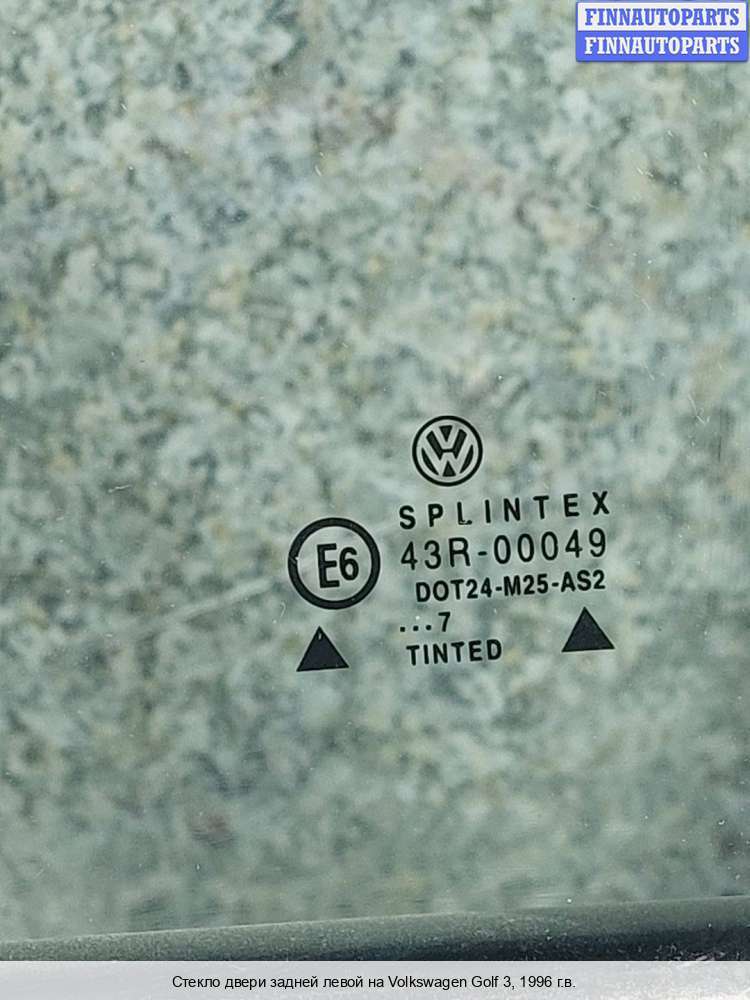 FINNAUTOPARTS
FINNAUTOPARTS
SPLINTEX
E6
43R-00049
DOT24-M25-AS2
...7
TINTED
Стекло двери задней левой на Volkswagen Golf 3, 1996 г.в.